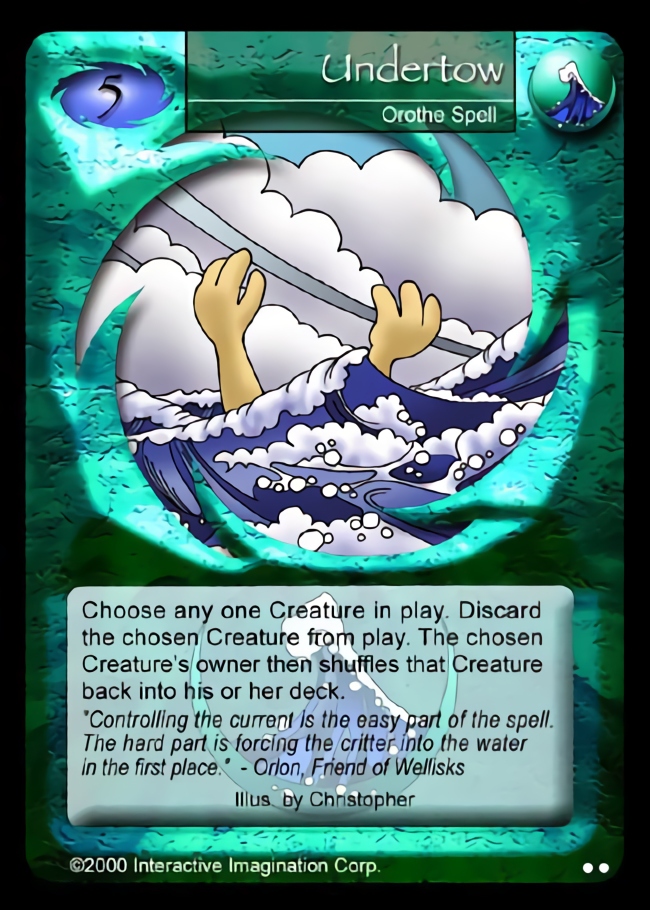 5
Undertow
Orothe Spell
Choose any one Creature in play. Discard
the chosen Creature from play. The chosen
Creature's owner then shuffles that Creature
back into his or her deck.
"Controlling the current is the easy part of the spell.
The hard part is forcing the critter into the water
in the first place." - Orlon, Friend of Wellisks
Illus. by Christopher
©2000 Interactive Imagination Corp.